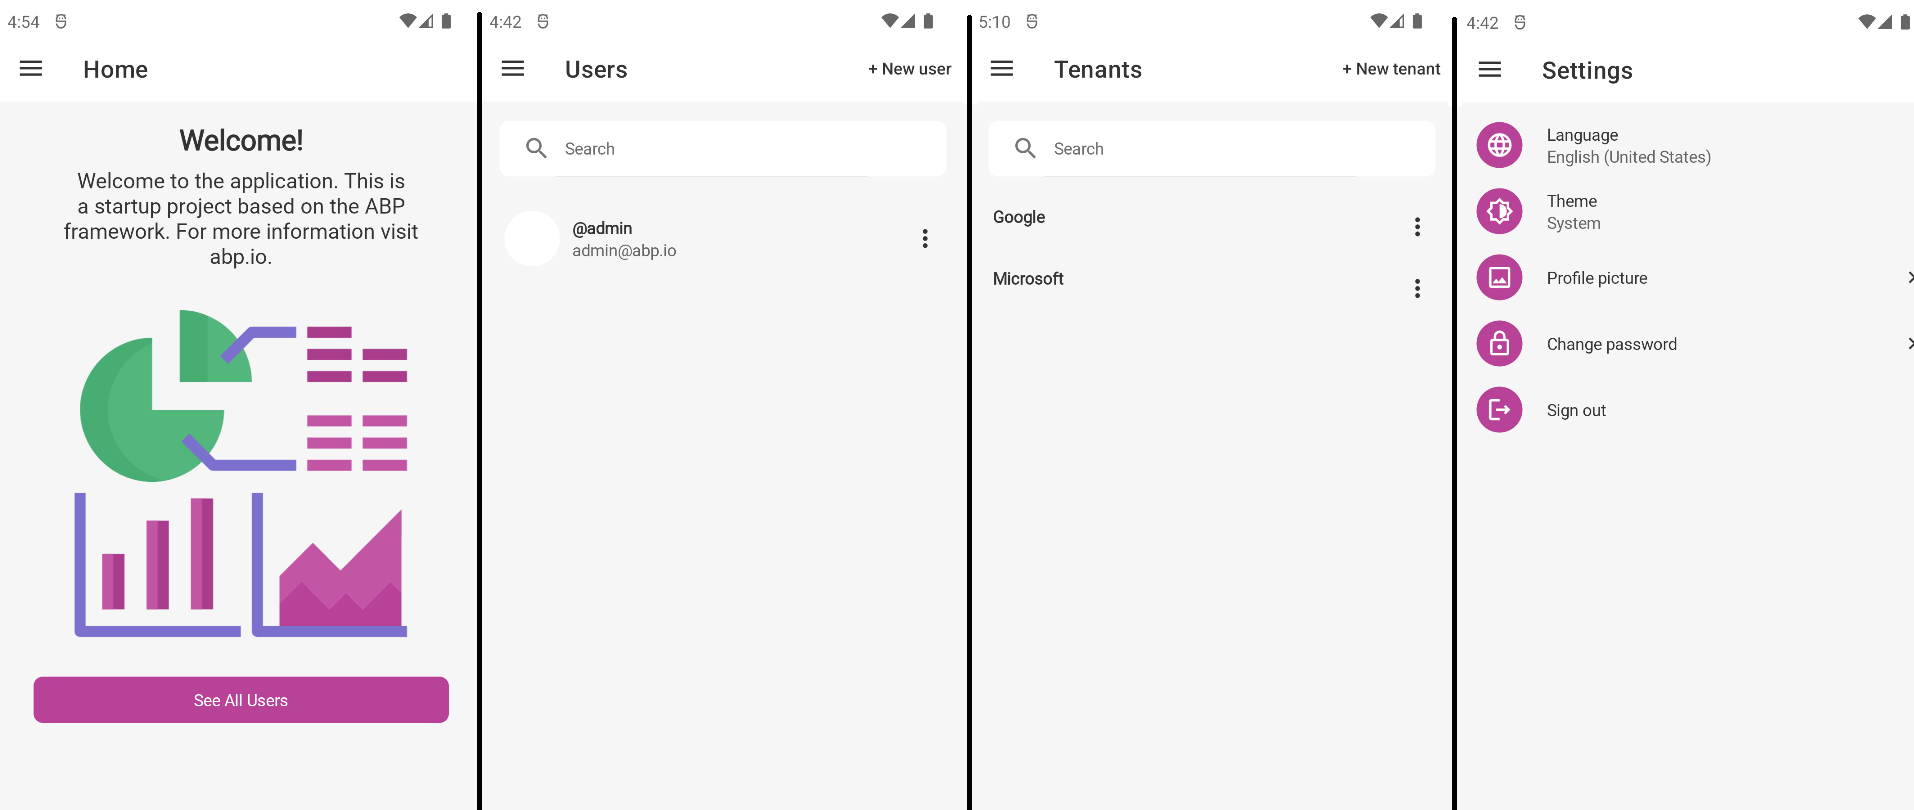 4:54
Home
Welcome!
Welcome to the application. This is
a startup project based on the ABP
framework. For more information visit
abp.io.
See All Users
4:42
Users
+ New user
Search
@admin
admin@abp.io
5:10
Tenants
+ New tenant
Search
Google
Microsoft
4:42
Settings
Language
English (United States)
Theme
System
Profile picture
Change password
Sign out